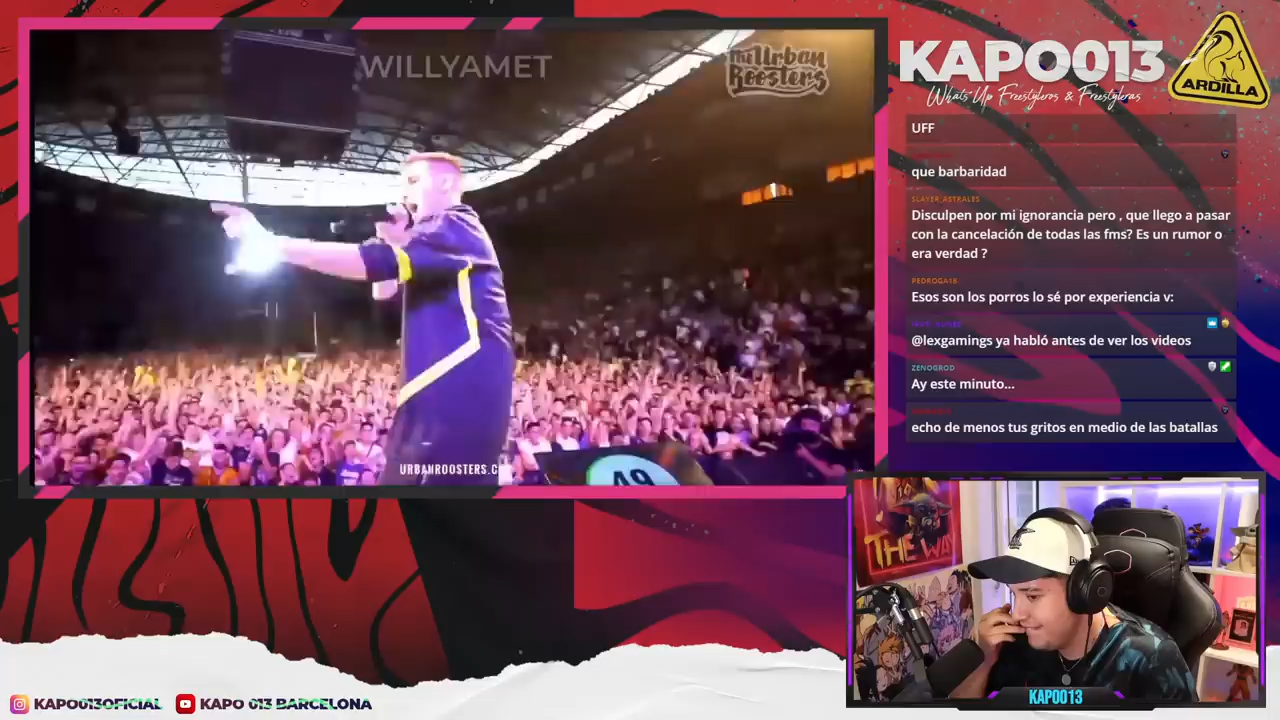 WILLYAMET
The Urban
Roosters
KAPO013
What's Up Freestyleros & Freestyleras
ARDILLA
UFF
que barbaridad
SLAYER_ASTRALES
Disculpen por mi ignorancia pero , que llego a pasar
con la cancelación de todas las fms? Es un rumor o
era verdad ?
Esos son los porros lo sé por experiencia v:
@lexgamings ya habló antes de ver los videos
ZENOGROD
Ay este minuto...
echo de menos tus gritos en medio de las batallas
URBANROOSTERS.C
49
THE WAY
KAPO013
KAPO013OFICIAL
KAPO 013 BARCELONA